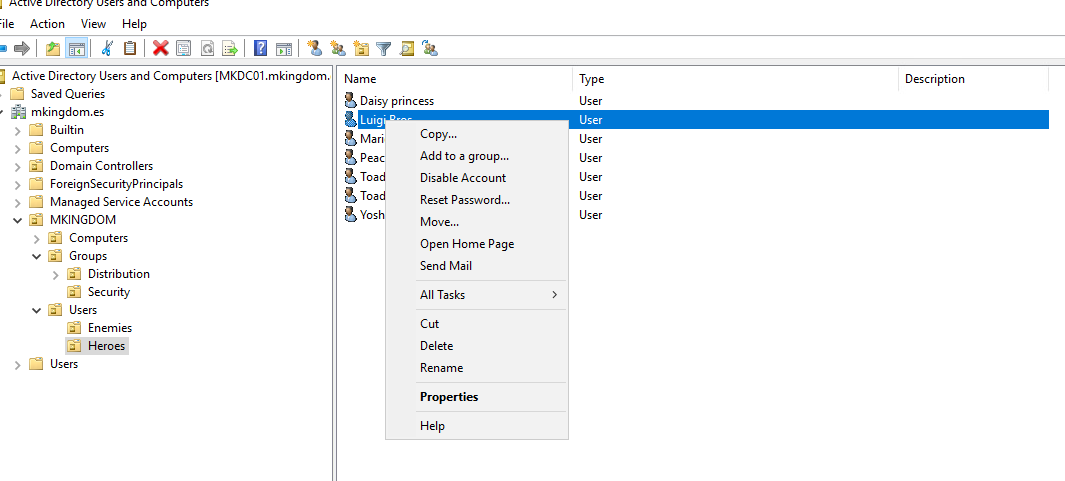 Active Directory Users and Computers
File Action View Help
Active Directory Users and Computers [MKDC01.mkingdom.
Saved Queries
mkingdom.es
Builtin
Computers
Domain Controllers
ForeignSecurityPrincipals
Managed Service Accounts
MKINGDOM
Computers
Groups
Distribution
Security
Users
Enemies
Heroes
Users
Name Type Description
Daisy princess User
Luigi Bros User
Mari User
Peac User
Toad User
Toad User
Yosh User
Copy...
Add to a group...
Disable Account
Reset Password...
Move...
Open Home Page
Send Mail
All Tasks
Cut
Delete
Rename
Properties
Help